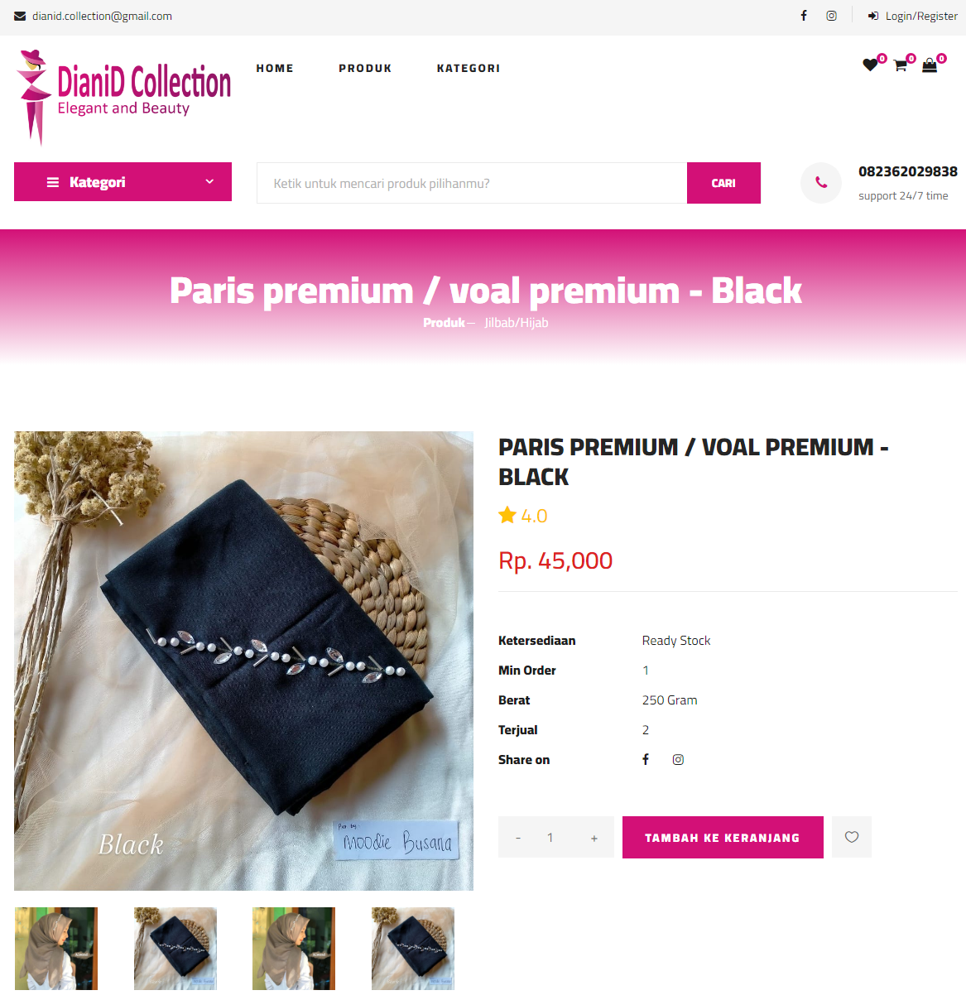 dianid.collection@gmail.com
Login/Register
DianiD Collection
Elegant and Beauty
HOME
PRODUK
KATEGORI
0
0
0
Kategori
Ketik untuk mencari produk pilihanmu?
CARI
082362029838
support 24/7 time
Paris premium / voal premium - Black
Produk — Jilbab/Hijab
Black
Pict by:
Moodie Busana
PARIS PREMIUM / VOAL PREMIUM -
BLACK
4.0
Rp. 45,000
Ketersediaan Ready Stock
Min Order 1
Berat 250 Gram
Terjual 2
Share on
- 1 +
TAMBAH KE KERANJANG